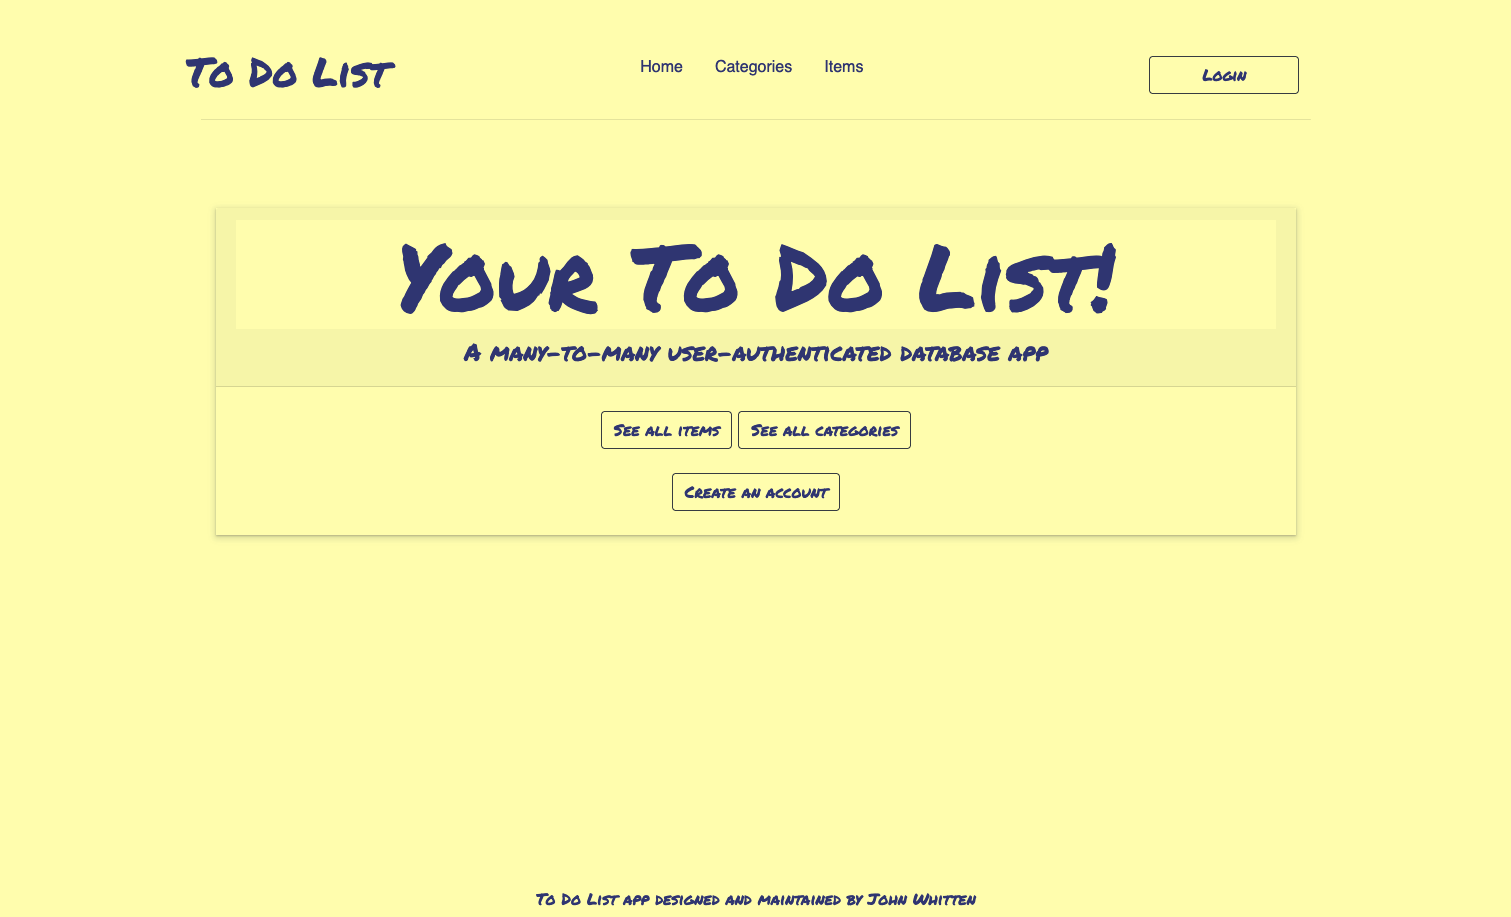 To Do List
Home Categories Items
Login
Your To Do List!
A many-to-many user-authenticated database app
See all items See all categories
Create an account
To Do List app designed and maintained by John Whitten